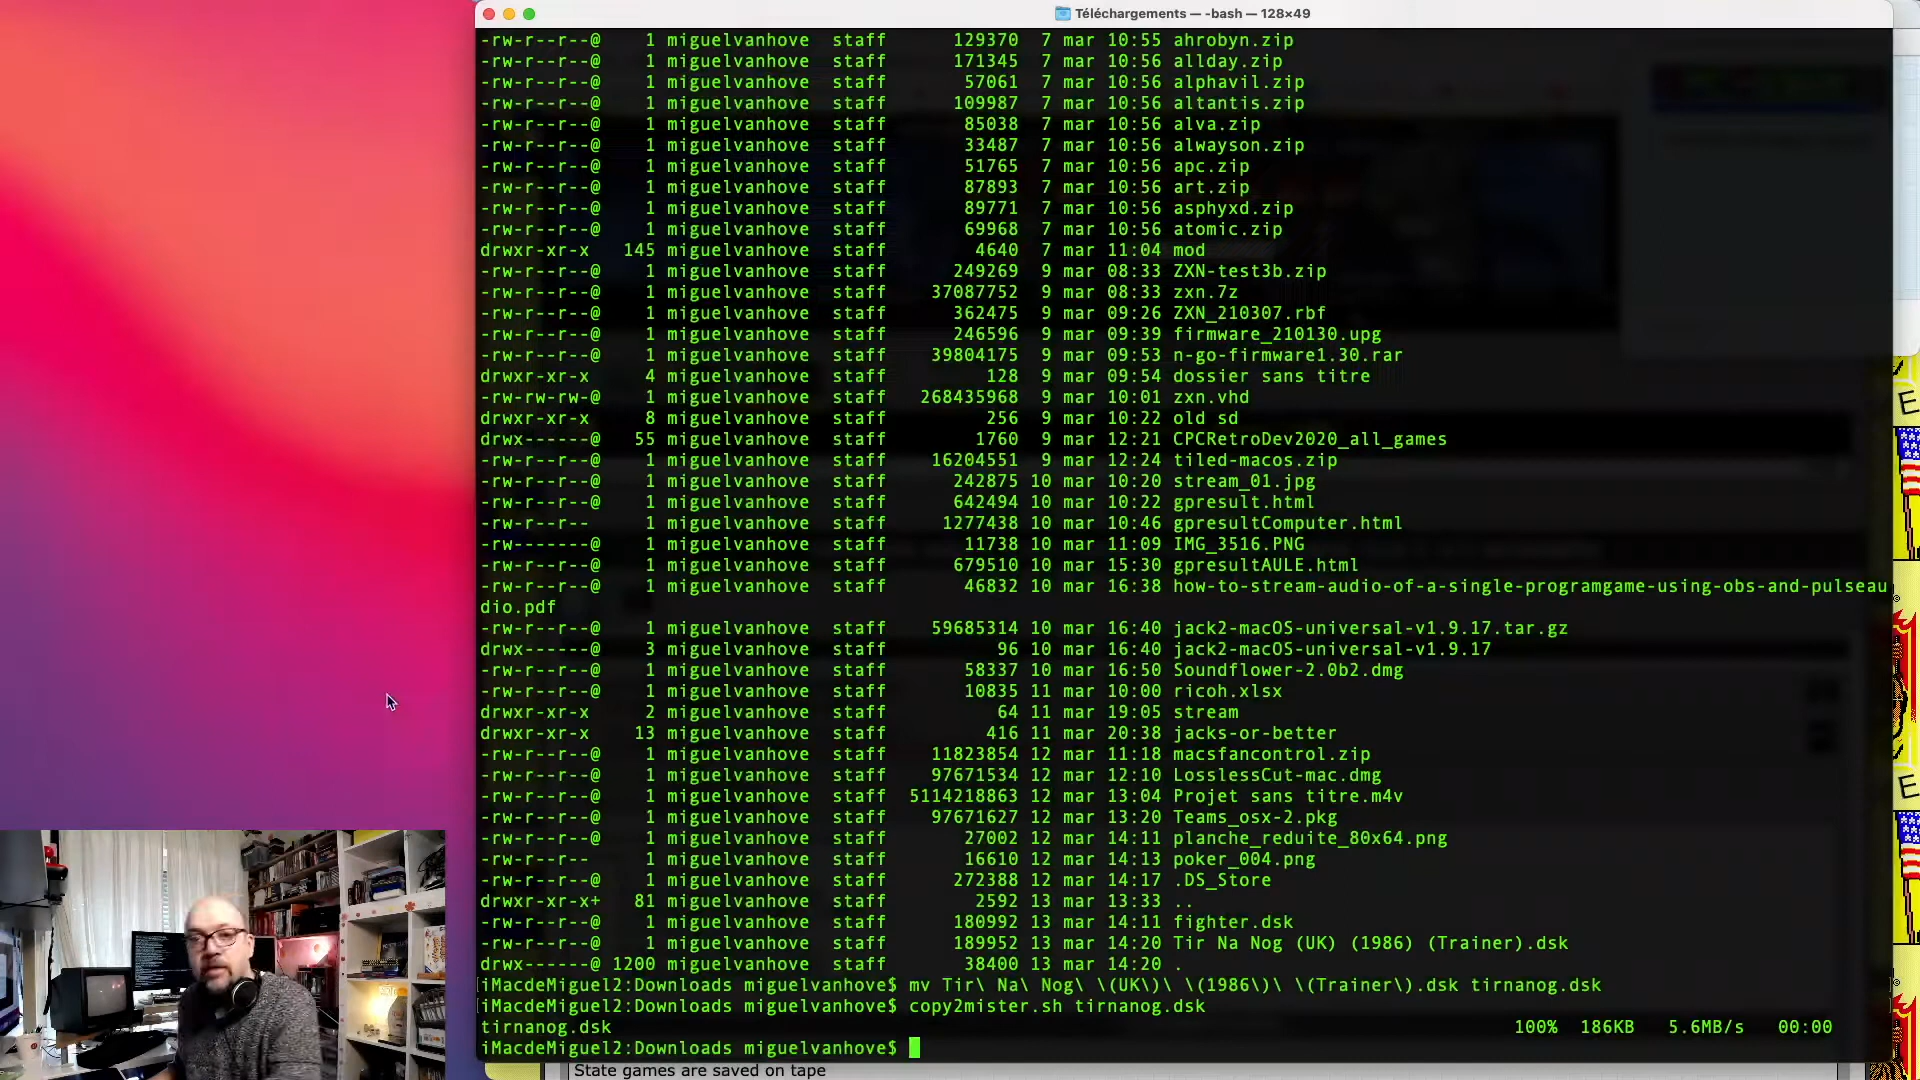 Téléchargements — -bash — 128×49
-rw-r--r--@ 1 miguelvanhove staff 129370 7 mar 10:55 ahrobyn.zip
-rw-r--r--@ 1 miguelvanhove staff 171345 7 mar 10:56 allday.zip
-rw-r--r--@ 1 miguelvanhove staff 57061 7 mar 10:56 alphavil.zip
-rw-r--r--@ 1 miguelvanhove staff 109987 7 mar 10:56 altantis.zip
-rw-r--r--@ 1 miguelvanhove staff 85038 7 mar 10:56 alva.zip
-rw-r--r--@ 1 miguelvanhove staff 33487 7 mar 10:56 alwayson.zip
-rw-r--r--@ 1 miguelvanhove staff 51765 7 mar 10:56 apc.zip
-rw-r--r--@ 1 miguelvanhove staff 87893 7 mar 10:56 art.zip
-rw-r--r--@ 1 miguelvanhove staff 89771 7 mar 10:56 asphyxd.zip
-rw-r--r--@ 1 miguelvanhove staff 69968 7 mar 10:56 atomic.zip
drwxr-xr-x 145 miguelvanhove staff 4640 7 mar 11:04 mod
-rw-r--r--@ 1 miguelvanhove staff 249269 9 mar 08:33 ZXN-test3b.zip
-rw-r--r--@ 1 miguelvanhove staff 37087752 9 mar 08:33 zxn.7z
-rw-r--r--@ 1 miguelvanhove staff 362475 9 mar 09:26 ZXN_210307.rbf
-rw-r--r--@ 1 miguelvanhove staff 246596 9 mar 09:39 firmware_210130.upg
-rw-r--r--@ 1 miguelvanhove staff 39804175 9 mar 09:53 n-go-firmware1.30.rar
drwxr-xr-x 4 miguelvanhove staff 128 9 mar 09:54 dossier sans titre
-rw-rw-rw-@ 1 miguelvanhove staff 268435968 9 mar 10:01 zxn.vhd
drwxr-xr-x 8 miguelvanhove staff 256 9 mar 10:22 old sd
drwx------@ 55 miguelvanhove staff 1760 9 mar 12:21 CPCRetroDev2020_all_games
-rw-r--r--@ 1 miguelvanhove staff 16204551 9 mar 12:24 tiled-macos.zip
-rw-r--r--@ 1 miguelvanhove staff 242875 10 mar 10:20 stream_01.jpg
-rw-r--r--@ 1 miguelvanhove staff 642494 10 mar 10:22 gpresult.html
-rw-r--r-- 1 miguelvanhove staff 1277438 10 mar 10:46 gpresultComputer.html
-rw-------@ 1 miguelvanhove staff 11738 10 mar 11:09 IMG_3516.PNG
-rw-r--r--@ 1 miguelvanhove staff 679510 10 mar 15:30 gpresultAULE.html
-rw-r--r--@ 1 miguelvanhove staff 46832 10 mar 16:38 how-to-stream-audio-of-a-single-programgame-using-obs-and-pulseau
dio.pdf
-rw-r--r--@ 1 miguelvanhove staff 59685314 10 mar 16:40 jack2-macOS-universal-v1.9.17.tar.gz
drwx------@ 3 miguelvanhove staff 96 10 mar 16:40 jack2-macOS-universal-v1.9.17
-rw-r--r--@ 1 miguelvanhove staff 58337 10 mar 16:50 Soundflower-2.0b2.dmg
-rw-r--r--@ 1 miguelvanhove staff 10835 11 mar 10:00 ricoh.xlsx
drwxr-xr-x 2 miguelvanhove staff 64 11 mar 19:05 stream
drwxr-xr-x 13 miguelvanhove staff 416 11 mar 20:38 jacks-or-better
-rw-r--r--@ 1 miguelvanhove staff 11823854 12 mar 11:18 macsfancontrol.zip
-rw-r--r--@ 1 miguelvanhove staff 97671534 12 mar 12:10 LosslessCut-mac.dmg
-rw-r--r--@ 1 miguelvanhove staff 5114218863 12 mar 13:04 Projet sans titre.m4v
-rw-r--r--@ 1 miguelvanhove staff 97671627 12 mar 13:20 Teams_osx-2.pkg
-rw-r--r--@ 1 miguelvanhove staff 27002 12 mar 14:11 planche_reduite_80x64.png
-rw-r--r-- 1 miguelvanhove staff 16610 12 mar 14:13 poker_004.png
-rw-r--r--@ 1 miguelvanhove staff 272388 12 mar 14:17 .DS_Store
drwxr-xr-x+ 81 miguelvanhove staff 2592 13 mar 13:33 ..
-rw-r--r--@ 1 miguelvanhove staff 180992 13 mar 14:11 fighter.dsk
-rw-r--r--@ 1 miguelvanhove staff 189952 13 mar 14:20 Tir Na Nog (UK) (1986) (Trainer).dsk
drwx------@ 1200 miguelvanhove staff 38400 13 mar 14:20 .
iMacdeMiguel2:Downloads miguelvanhove$ mv Tir\ Na\ Nog\ \(UK\)\ \(1986\)\ \(Trainer\).dsk tirnanog.dsk
iMacdeMiguel2:Downloads miguelvanhove$ copy2mister.sh tirnanog.dsk
tirnanog.dsk 100% 186KB 5.6MB/s 00:00
iMacdeMiguel2:Downloads miguelvanhove$
State games are saved on tape